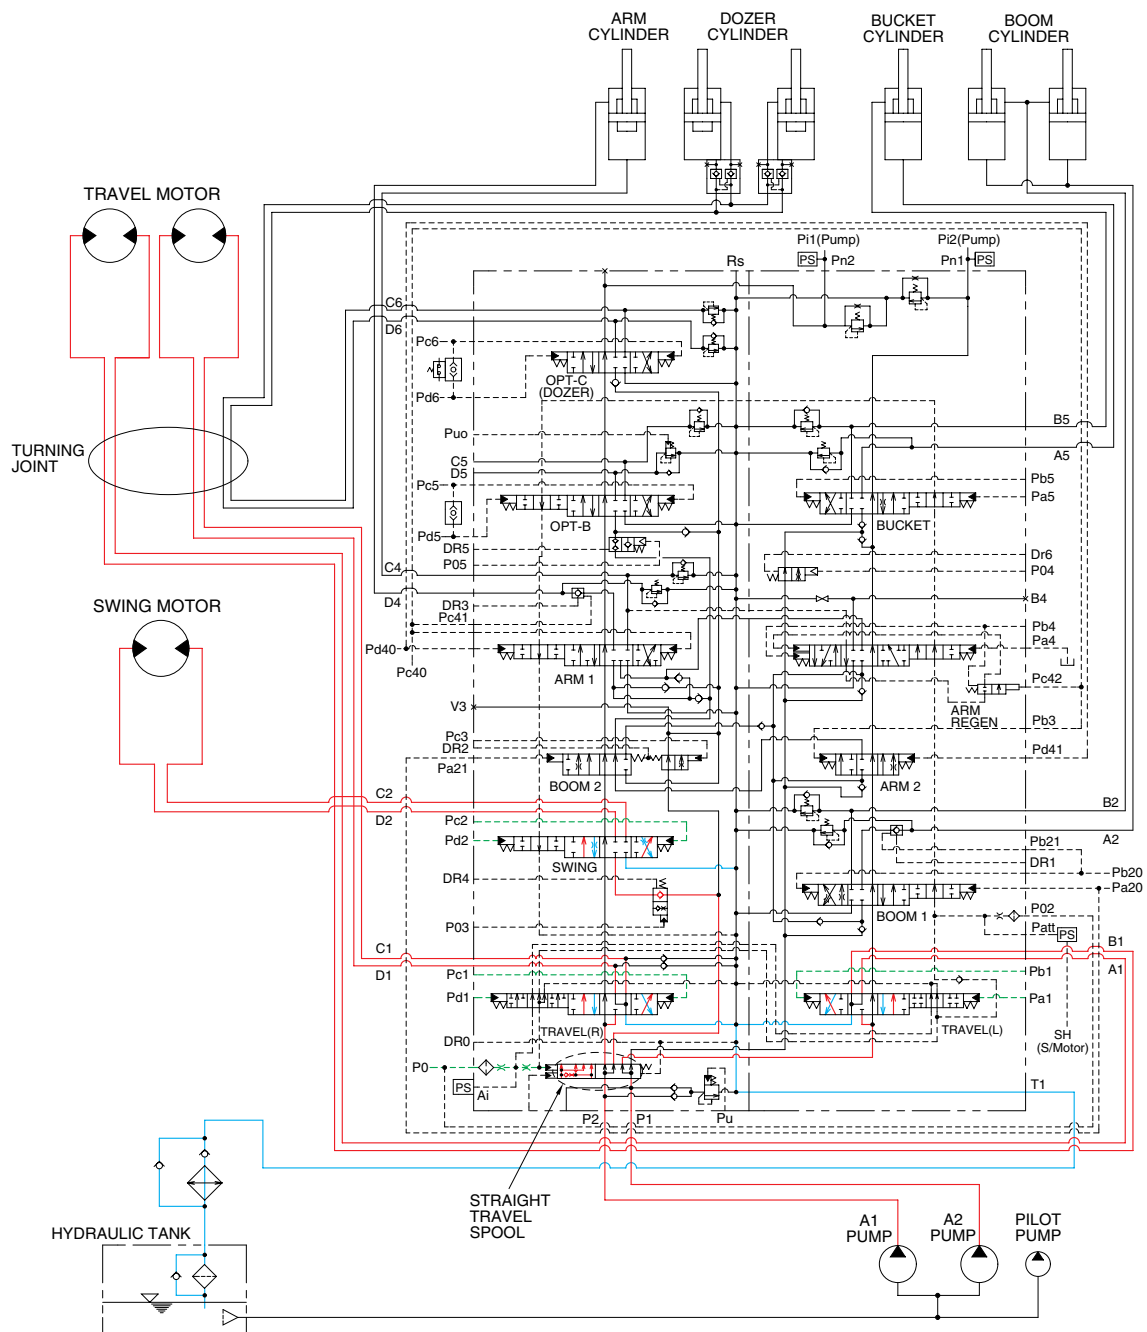 ARM
CYLINDER
DOZER
CYLINDER
BUCKET
CYLINDER
BOOM
CYLINDER
TRAVEL MOTOR
Pi1(Pump)
Pi2(Pump)
Rs
PS
Pn2
Pn1
PS
C6
D6
Pc6
OPT-C
(DOZER)
Pd6
TURNING
JOINT
Puo
B5
C5
D5
A5
Pc5
Pb5
Pa5
OPT-B
BUCKET
Pd5
DR5
P05
Dr6
P04
C4
D4
B4
SWING MOTOR
DR3
Pc41
Pb4
Pa4
Pd40
Pc40
ARM 1
Pc42
ARM
REGEN
V3
Pb3
Pc3
DR2
Pd41
Pa21
BOOM 2
ARM 2
C2
D2
B2
A2
Pc2
Pd2
SWING
Pb21
DR1
DR4
Pb20
Pa20
BOOM 1
P02
P03
Patt
PS
C1
D1
B1
A1
Pc1
Pd1
Pb1
Pa1
TRAVEL(R)
TRAVEL(L)
SH
(S/Motor)
DR0
P0
PS
Ai
T1
P2
P1
Pu
STRAIGHT
TRAVEL
SPOOL
HYDRAULIC TANK
A1
PUMP
A2
PUMP
PILOT
PUMP